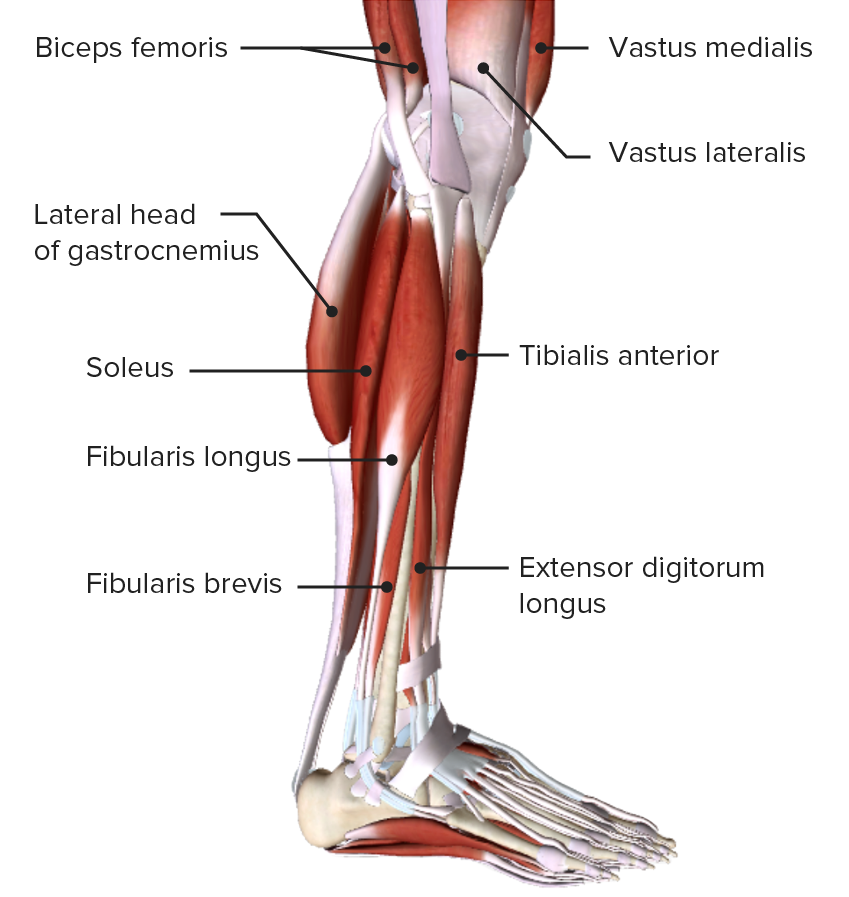 Biceps femoris
Vastus medialis
Vastus lateralis
Lateral head
of gastrocnemius
Soleus
Tibialis anterior
Fibularis longus
Fibularis brevis
Extensor digitorum
longus